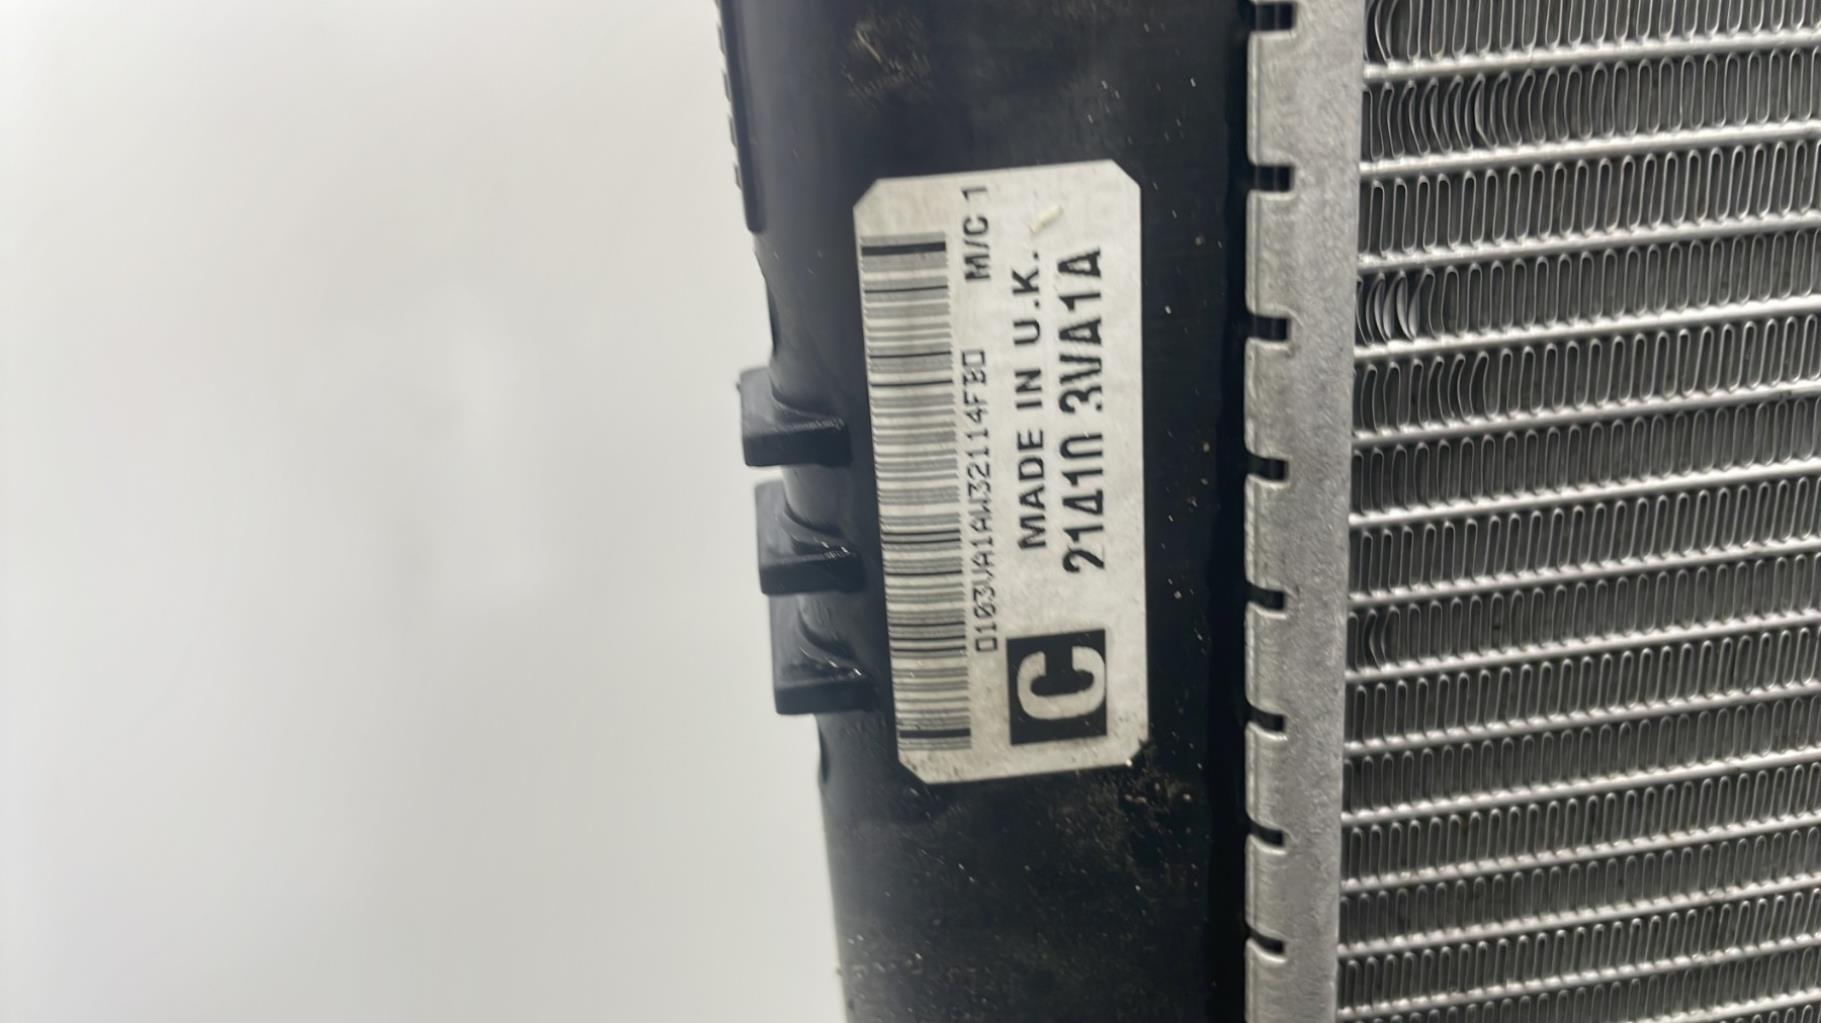 M/C 1
0103VA1AW32114FB0
MADE IN U.K.
21410 3VA1A
C